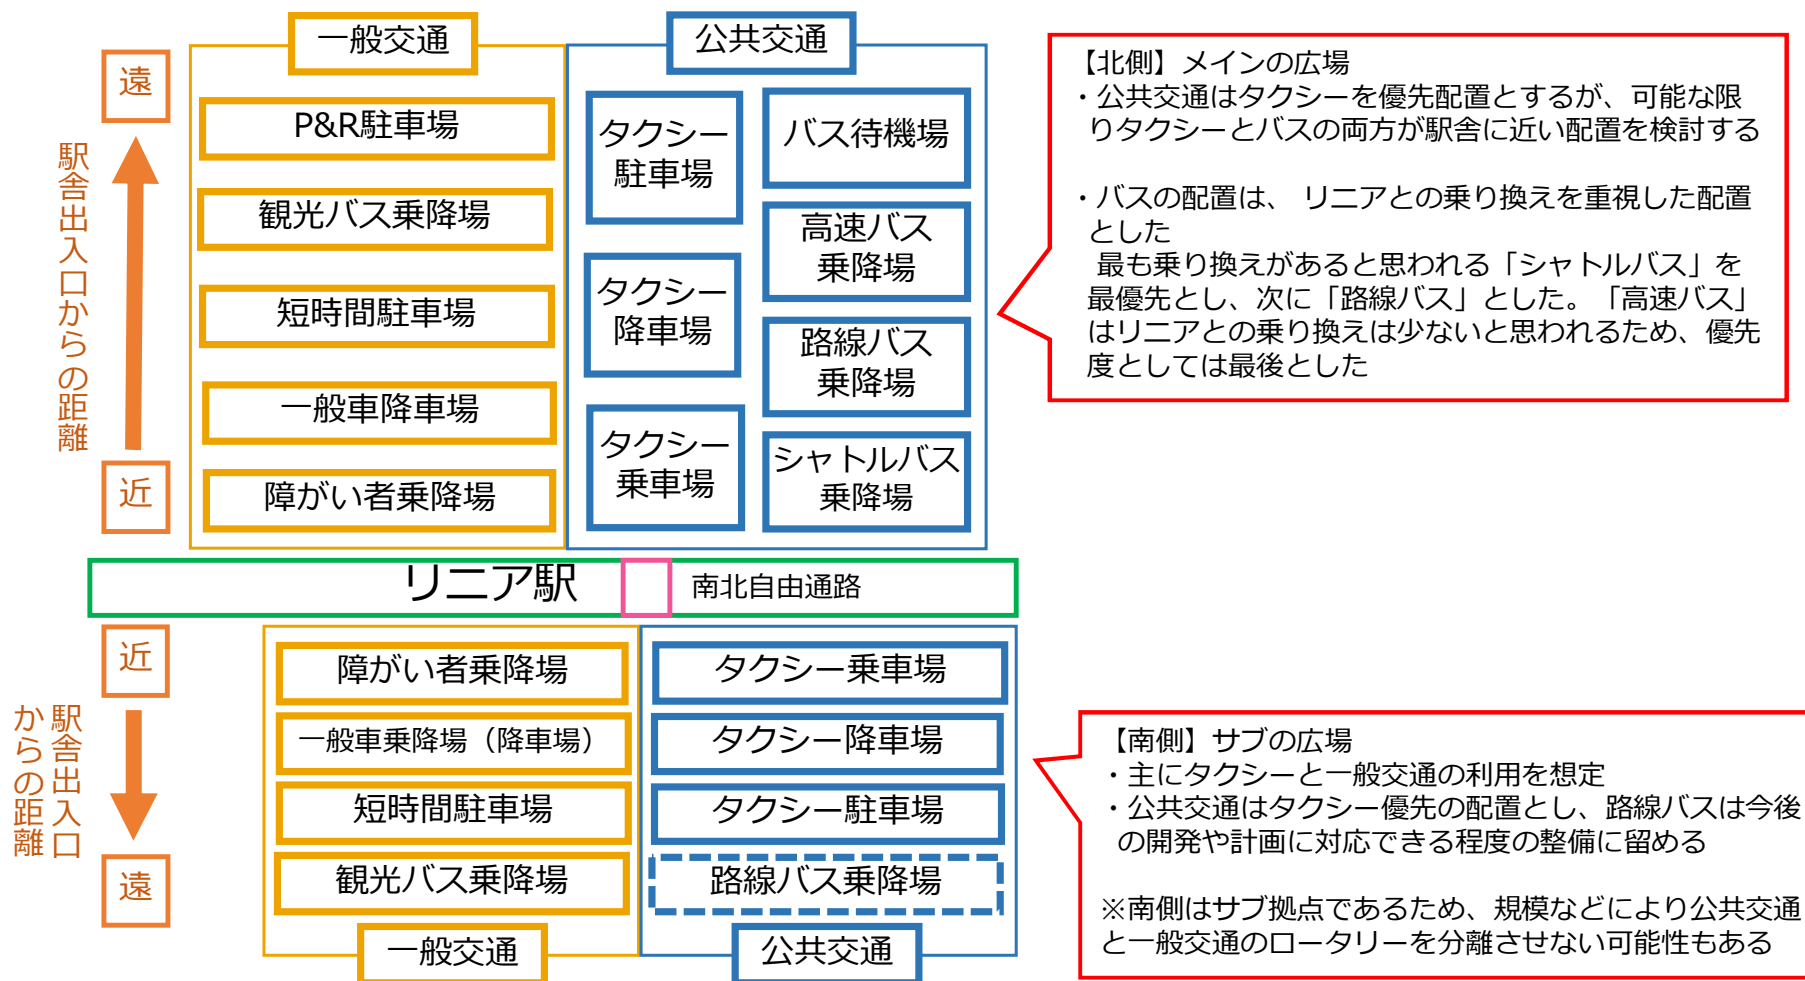 一般交通
公共交通
遠
近
駅舎出入口からの距離
P&R駐車場
観光バス乗降場
短時間駐車場
一般車降車場
障がい者乗降場
タクシー
駐車場
タクシー
降車場
タクシー
乗車場
バス待機場
高速バス
乗降場
路線バス
乗降場
シャトルバス
乗降場
【北側】メインの広場
・公共交通はタクシーを優先配置とするが、可能な限
りタクシーとバスの両方が駅舎に近い配置を検討する
・バスの配置は、 リニアとの乗り換えを重視した配置
とした
最も乗り換えがあると思われる「シャトルバス」を
最優先とし、次に「路線バス」とした。「高速バス」
はリニアとの乗り換えは少ないと思われるため、優先
度としては最後とした
リニア駅
南北自由通路
近
遠
駅舎出入口
からの距離
障がい者乗降場
一般車乗降場（降車場）
短時間駐車場
観光バス乗降場
一般交通
タクシー乗車場
タクシー降車場
タクシー駐車場
路線バス乗降場
公共交通
【南側】サブの広場
・主にタクシーと一般交通の利用を想定
・公共交通はタクシー優先の配置とし、路線バスは今後
の開発や計画に対応できる程度の整備に留める
※南側はサブ拠点であるため、規模などにより公共交通
と一般交通のロータリーを分離させない可能性もある